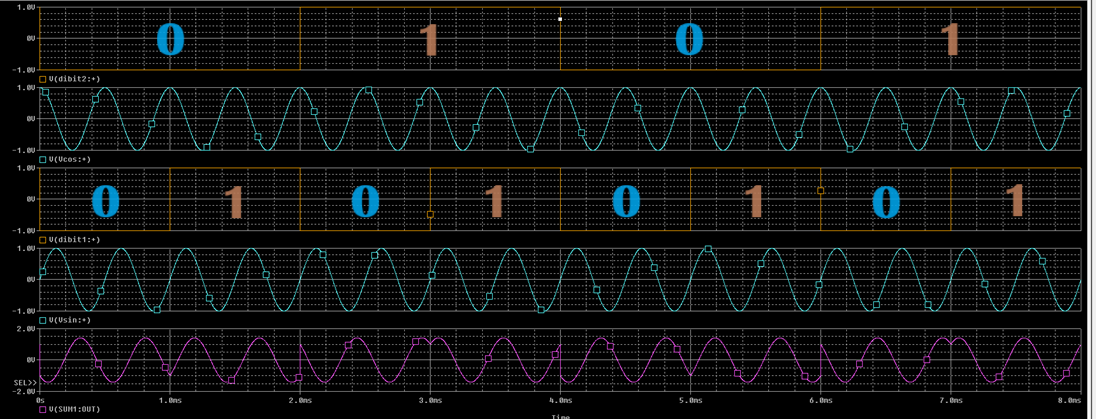 1.0V
0V
-1.0V
0 1 0 1
V(dibit2:+)
1.0V
0V
-1.0V
V(Vcos:+)
1.0V
0V
-1.0V
0 1 0 1 0 1 0 1
V(dibit1:+)
1.0V
0V
-1.0V
V(Vsin:+)
2.0V
0V
SEL>>
-2.0V
0s 1.0ms 2.0ms 3.0ms 4.0ms 5.0ms 6.0ms 7.0ms 8.0ms
V(SUM1:OUT)
Time